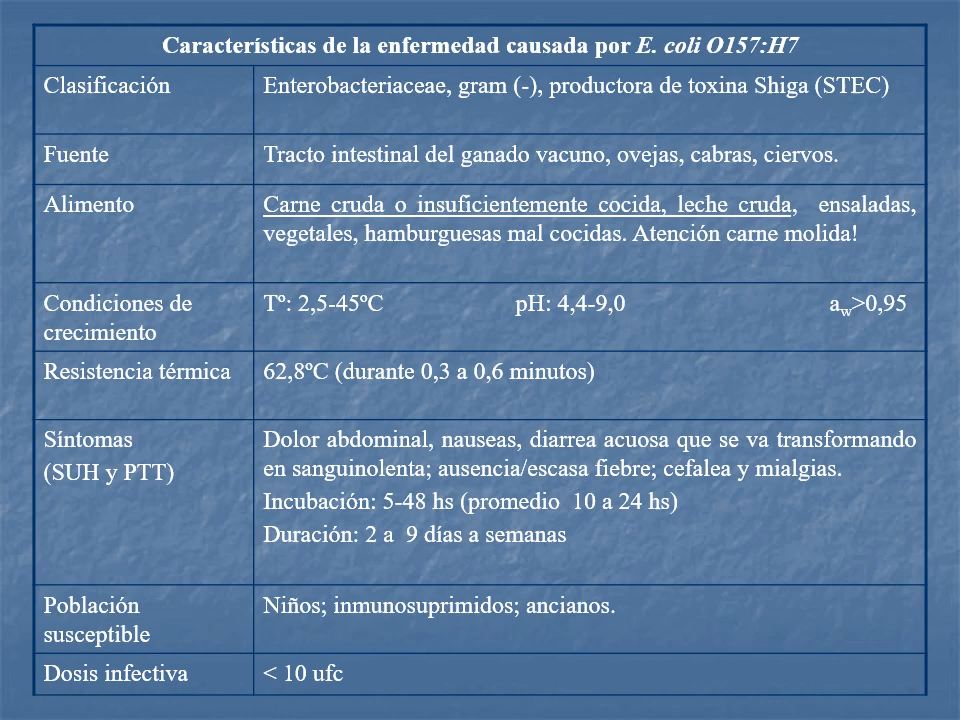 Características de la enfermedad causada por E. coli O157:H7
Clasificación
Enterobacteriaceae, gram (-), productora de toxina Shiga (STEC)
Fuente
Tracto intestinal del ganado vacuno, ovejas, cabras, ciervos.
Alimento
Carne cruda o insuficientemente cocida, leche cruda, ensaladas,
vegetales, hamburguesas mal cocidas. Atención carne molida!
Condiciones de
crecimiento
Tº: 2,5-45ºC pH: 4,4-9,0 aw>0,95
Resistencia térmica
62,8ºC (durante 0,3 a 0,6 minutos)
Síntomas
(SUH y PTT)
Dolor abdominal, nauseas, diarrea acuosa que se va transformando
en sanguinolenta; ausencia/escasa fiebre; cefalea y mialgias.
Incubación: 5-48 hs (promedio 10 a 24 hs)
Duración: 2 a 9 días a semanas
Población
susceptible
Niños; inmunosuprimidos; ancianos.
Dosis infectiva
< 10 ufc